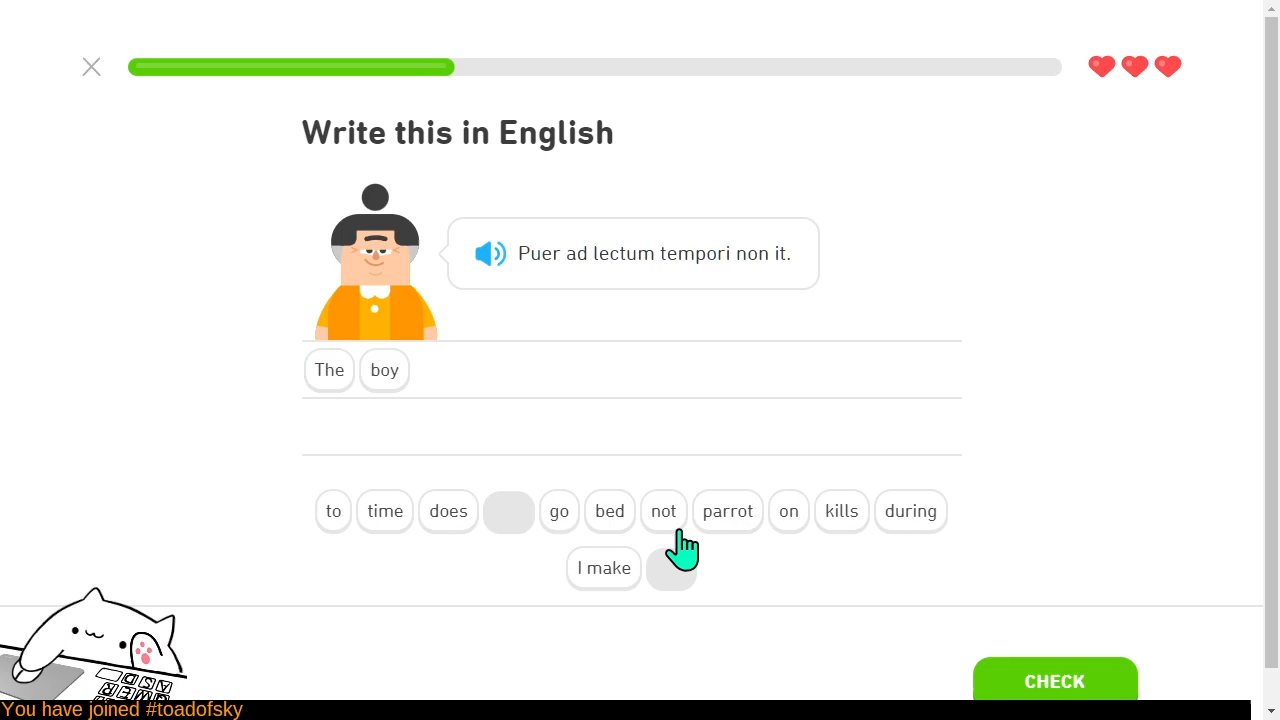 Write this in English
Puer ad lectum tempori non it.
The boy
to time does go bed not parrot on kills during
I make
CHECK
You have joined #toadofsky